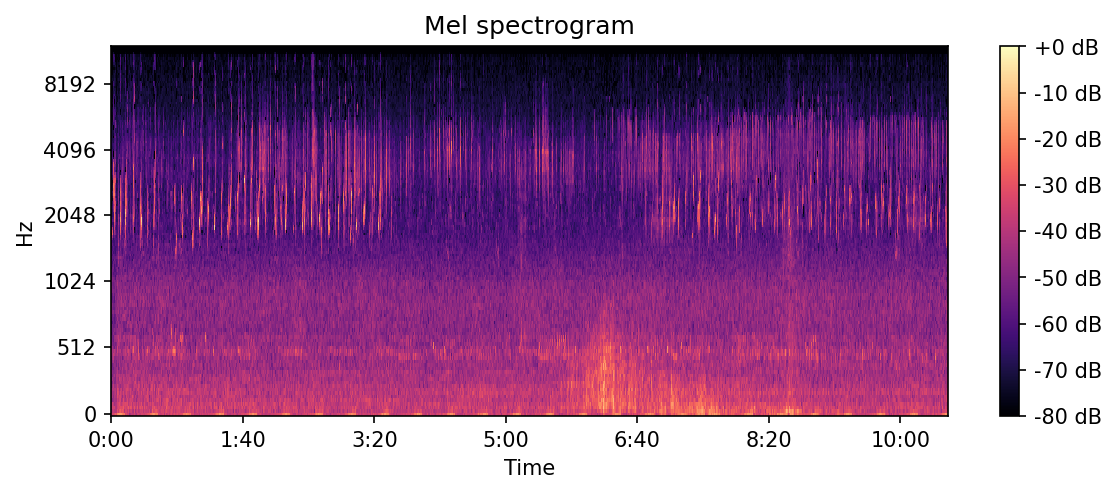 Mel spectrogram
Hz
8192
4096
2048
1024
512
0
0:00 1:40 3:20 5:00 6:40 8:20 10:00
Time
+0 dB
-10 dB
-20 dB
-30 dB
-40 dB
-50 dB
-60 dB
-70 dB
-80 dB